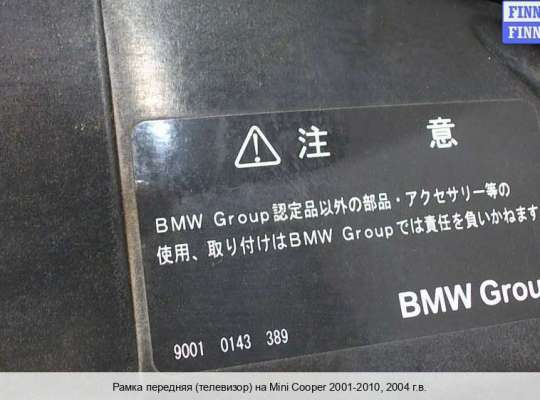 FINN
FINN
注 意
BMW Group認定品以外の部品・アクセサリー等の
使用、取り付けはBMW Groupでは責任を負いかねます
BMW Grou
9001 0143 389
Рамка передняя (телевизор) на Mini Cooper 2001-2010, 2004 г.в.